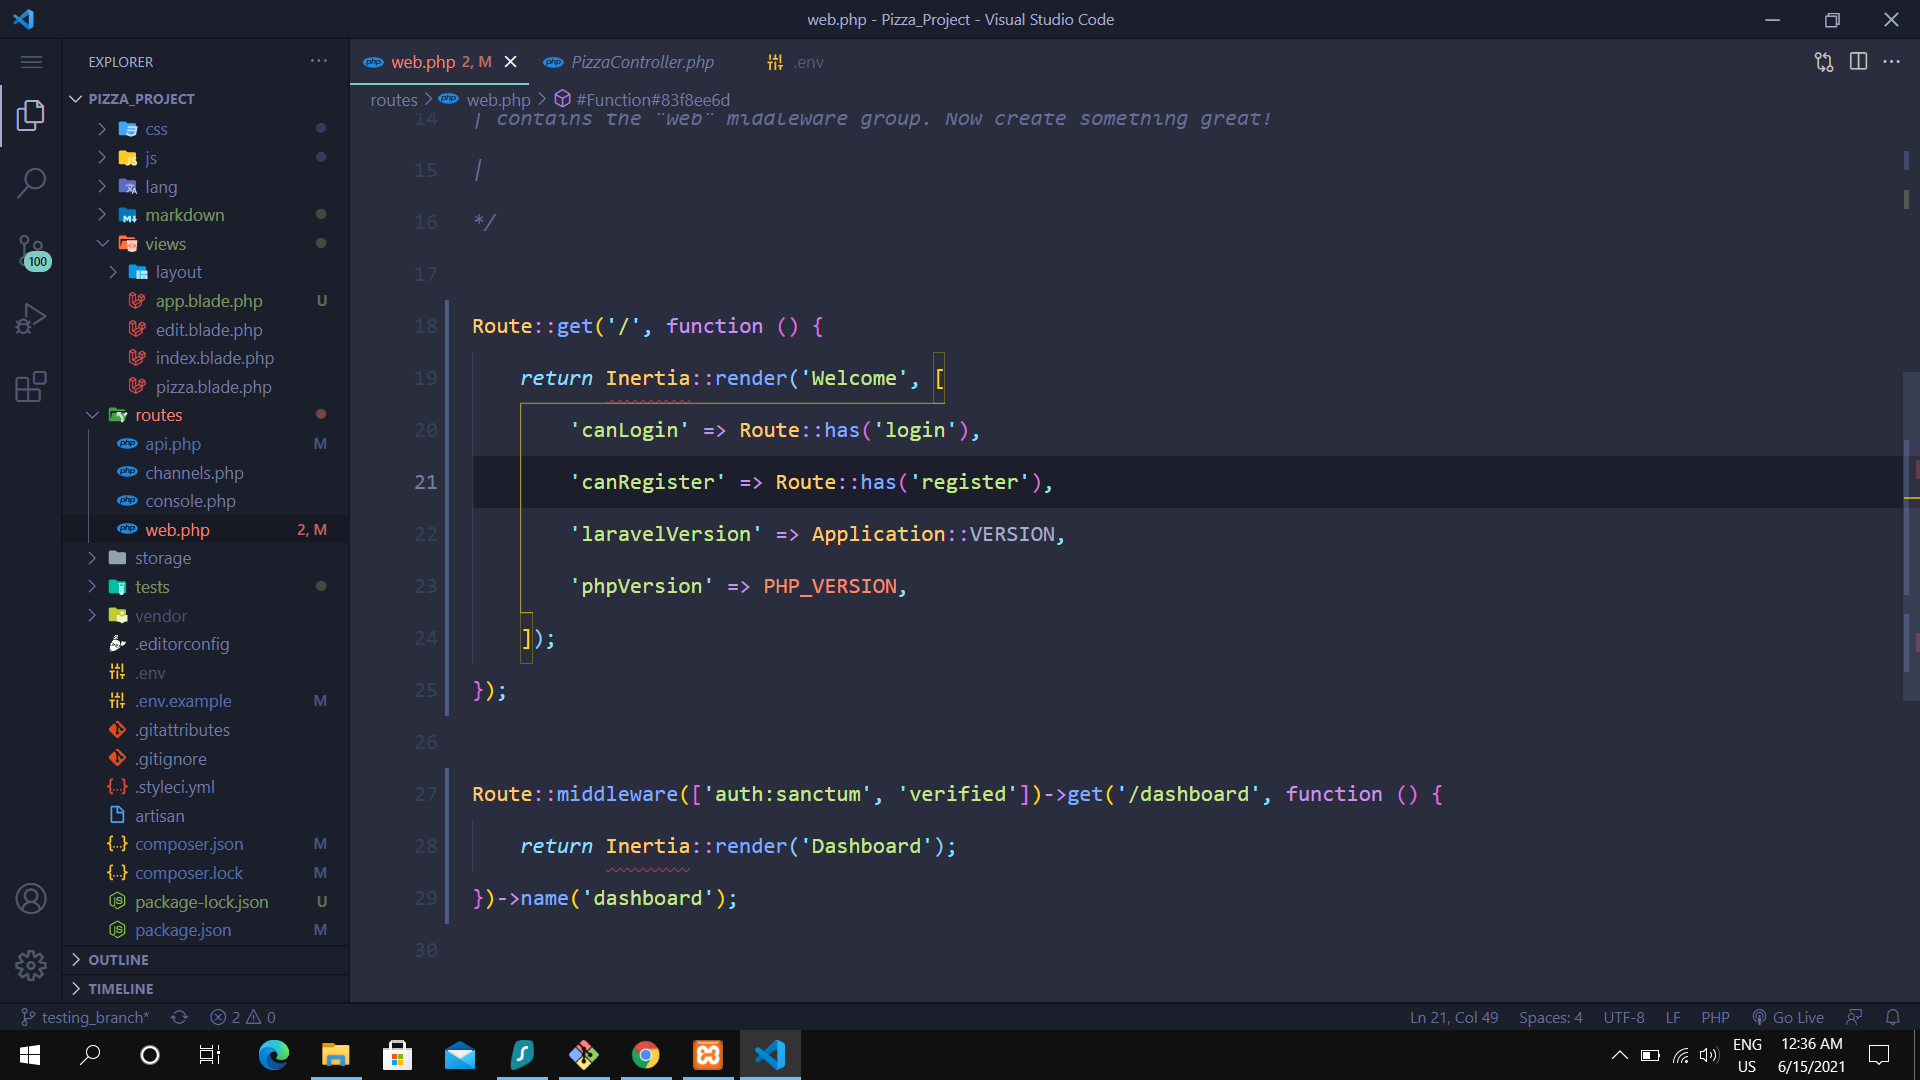 web.php - Pizza_Project - Visual Studio Code
EXPLORER
PIZZA_PROJECT
css
js
lang
markdown
views
layout
app.blade.php U
edit.blade.php
index.blade.php
pizza.blade.php
routes
api.php M
channels.php
console.php
web.php 2, M
storage
tests
vendor
.editorconfig
.env
.env.example M
.gitattributes
.gitignore
.styleci.yml
artisan
composer.json M
composer.lock M
package-lock.json U
package.json M
OUTLINE
TIMELINE
100
web.php 2, M
PizzaController.php
.env
routes > web.php > #Function#83f8ee6d
14 | contains the "web" middleware group. Now create something great!
15 |
16 */
17
18 Route::get('/', function () {
19 return Inertia::render('Welcome', [
20 'canLogin' => Route::has('login'),
21 'canRegister' => Route::has('register'),
22 'laravelVersion' => Application::VERSION,
23 'phpVersion' => PHP_VERSION,
24 ]);
25 });
26
27 Route::middleware(['auth:sanctum', 'verified'])->get('/dashboard', function () {
28 return Inertia::render('Dashboard');
29 })->name('dashboard');
30
testing_branch* 2 0
Ln 21, Col 49 Spaces: 4 UTF-8 LF PHP Go Live
ENG
US
12:36 AM
6/15/2021